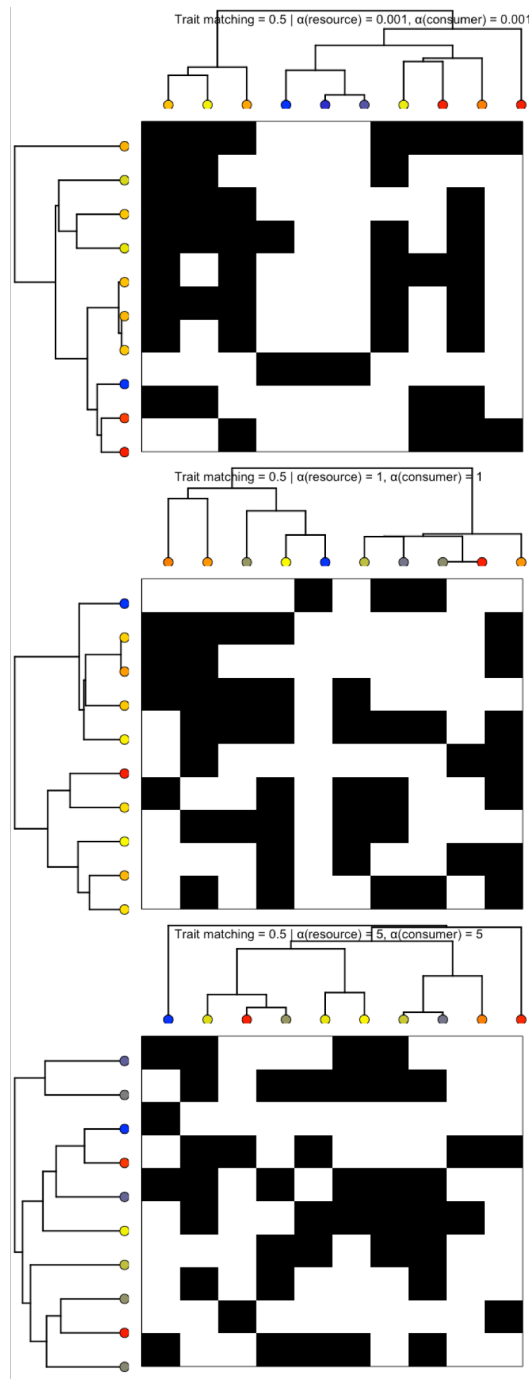 Trait matching = 0.5 | α(resource) = 0.001, α(consumer) = 0.001
Trait matching = 0.5 | α(resource) = 1, α(consumer) = 1
Trait matching = 0.5 | α(resource) = 5, α(consumer) = 5